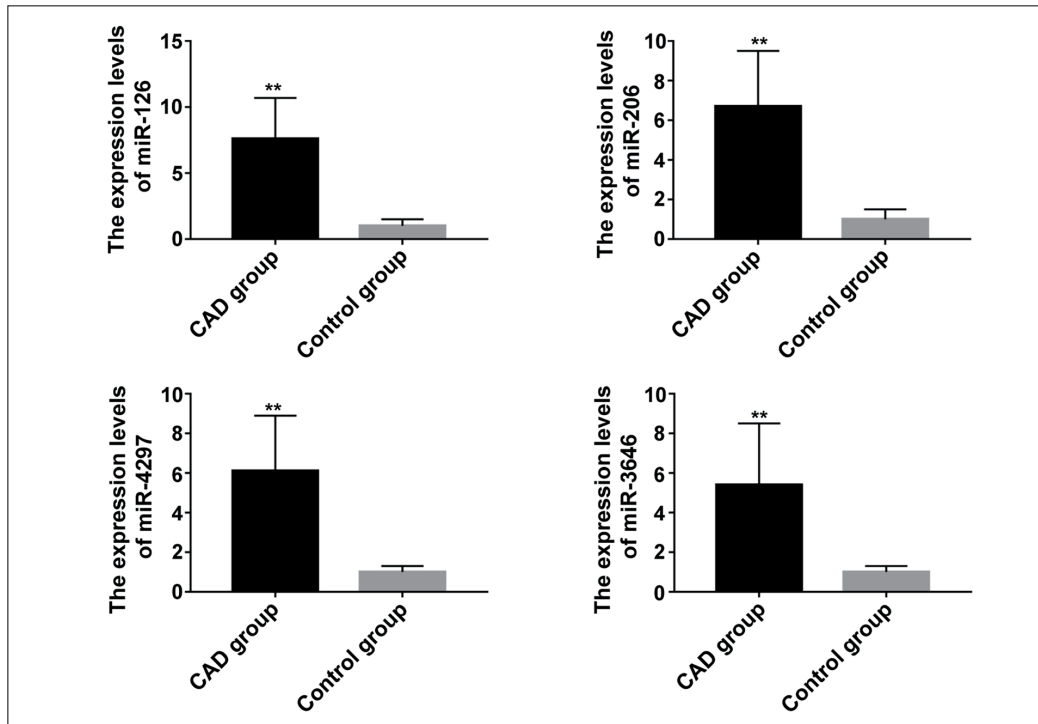 The expression levels
of miR-126
15
10
5
0
**
CAD group
Control group
The expression levels
of miR-206
10
8
6
4
2
0
**
CAD group
Control group
The expression levels
of miR-4297
10
8
6
4
2
0
**
CAD group
Control group
The expression levels
of miR-3646
10
8
6
4
2
0
**
CAD group
Control group